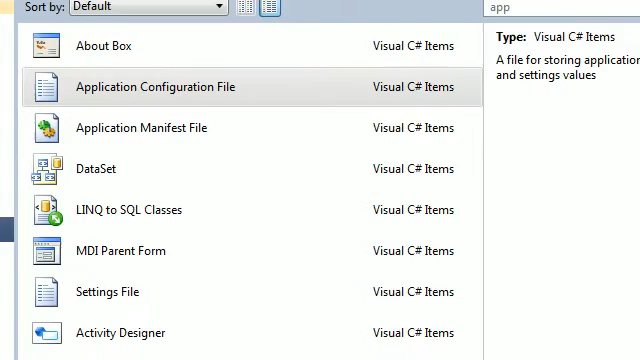 Sort by: Default
app
About Box Visual C# Items
Application Configuration File Visual C# Items
Application Manifest File Visual C# Items
DataSet Visual C# Items
LINQ to SQL Classes Visual C# Items
MDI Parent Form Visual C# Items
Settings File Visual C# Items
Activity Designer Visual C# Items
Type: Visual C# Items
A file for storing application
and settings values